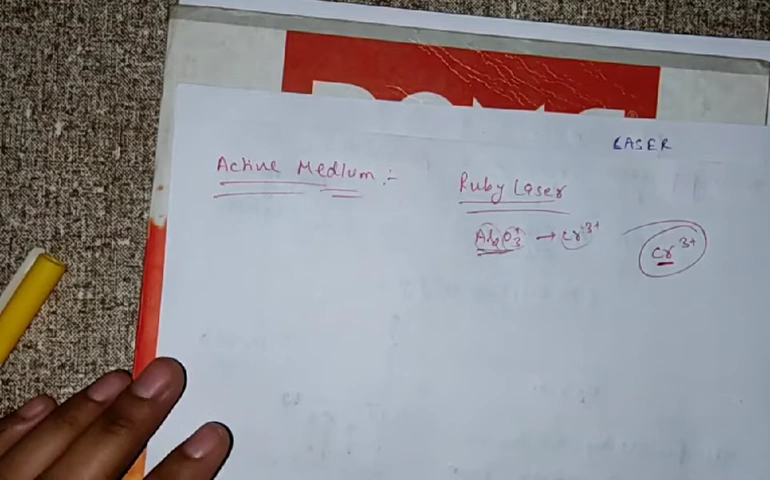 LASER
Active Medium :-
Ruby Laser
Al2O3 → Cr3+
Cr3+